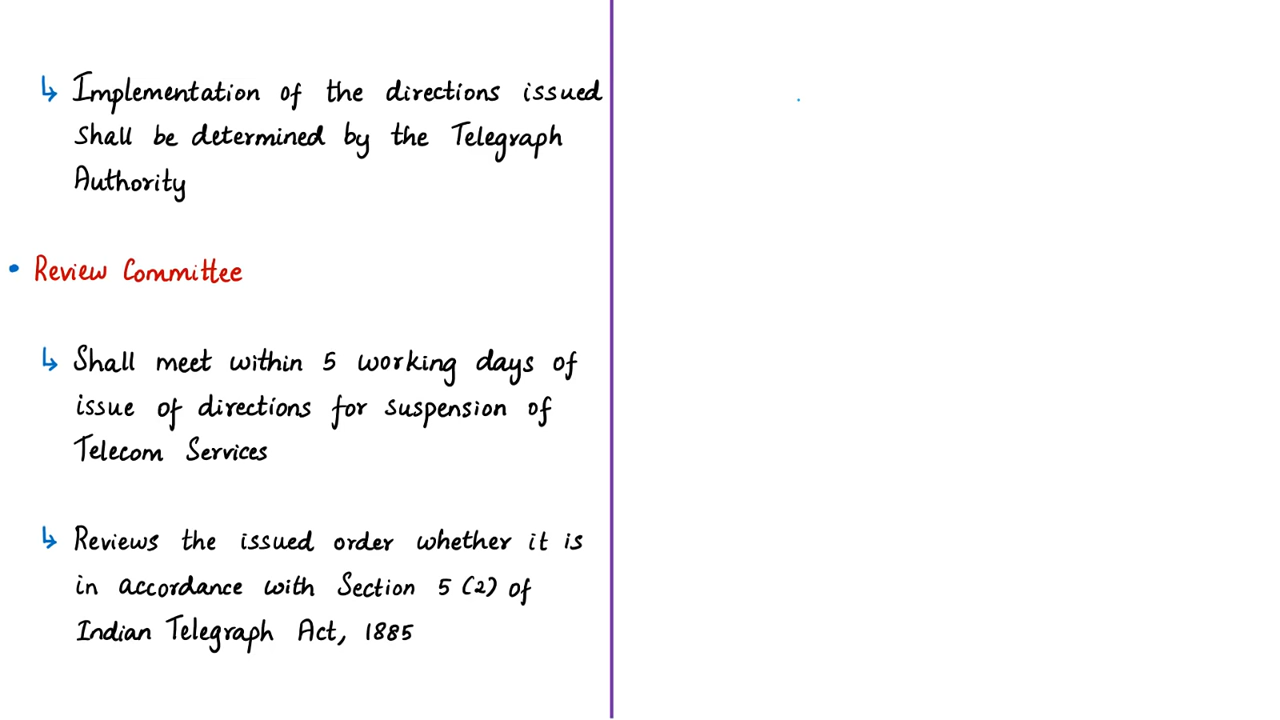 ↳ Implementation of the directions issued
shall be determined by the Telegraph
Authority
• Review Committee
↳ Shall meet within 5 working days of
issue of directions for suspension of
Telecom Services
↳ Reviews the issued order whether it is
in accordance with Section 5 (2) of
Indian Telegraph Act, 1885